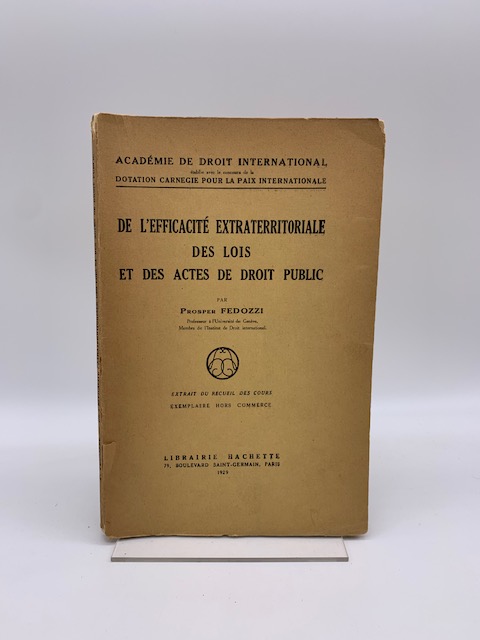 ACADÉMIE DE DROIT INTERNATIONAL
établie avec le concours de la
DOTATION CARNEGIE POUR LA PAIX INTERNATIONALE
DE L'EFFICACITÉ EXTRATERRITORIALE
DES LOIS
ET DES ACTES DE DROIT PUBLIC
PAR
PROSPER FEDOZZI
Professeur à l'Université de Genève,
Membre de l'Institut de Droit international.
EXTRAIT DU RECUEIL DES COURS
EXEMPLAIRE HORS COMMERCE
LIBRAIRIE HACHETTE
79, BOULEVARD SAINT-GERMAIN, PARIS
1929